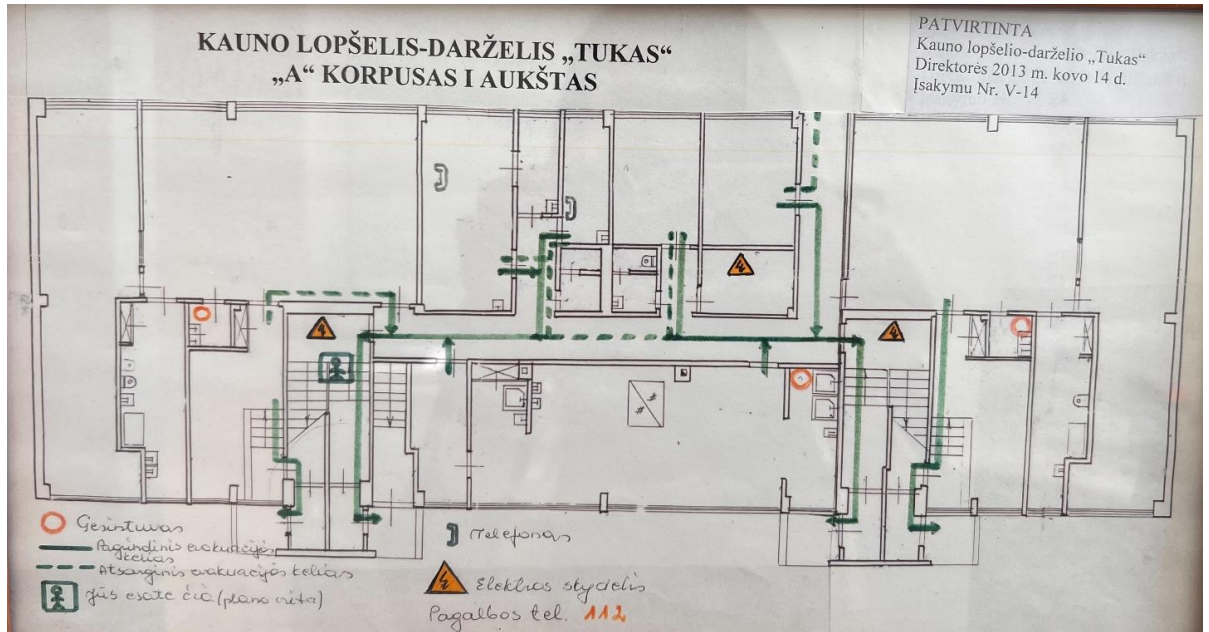 KAUNO LOPŠELIS-DARŽELIS „TUKAS“
„A“ KORPUSAS I AUKŠTAS
PATVIRTINTA
Kauno lopšelio-darželio „Tukas“
Direktorės 2013 m. kovo 14 d.
Įsakymu Nr. V-14
Gesintuvas
Pagrindinis evakuacijos
kelias
Atsarginis evakuacijos kelias
Jūs esate čia (plano vieta)
Telefonas
Elektros skydelis
Pagalbos tel. 112